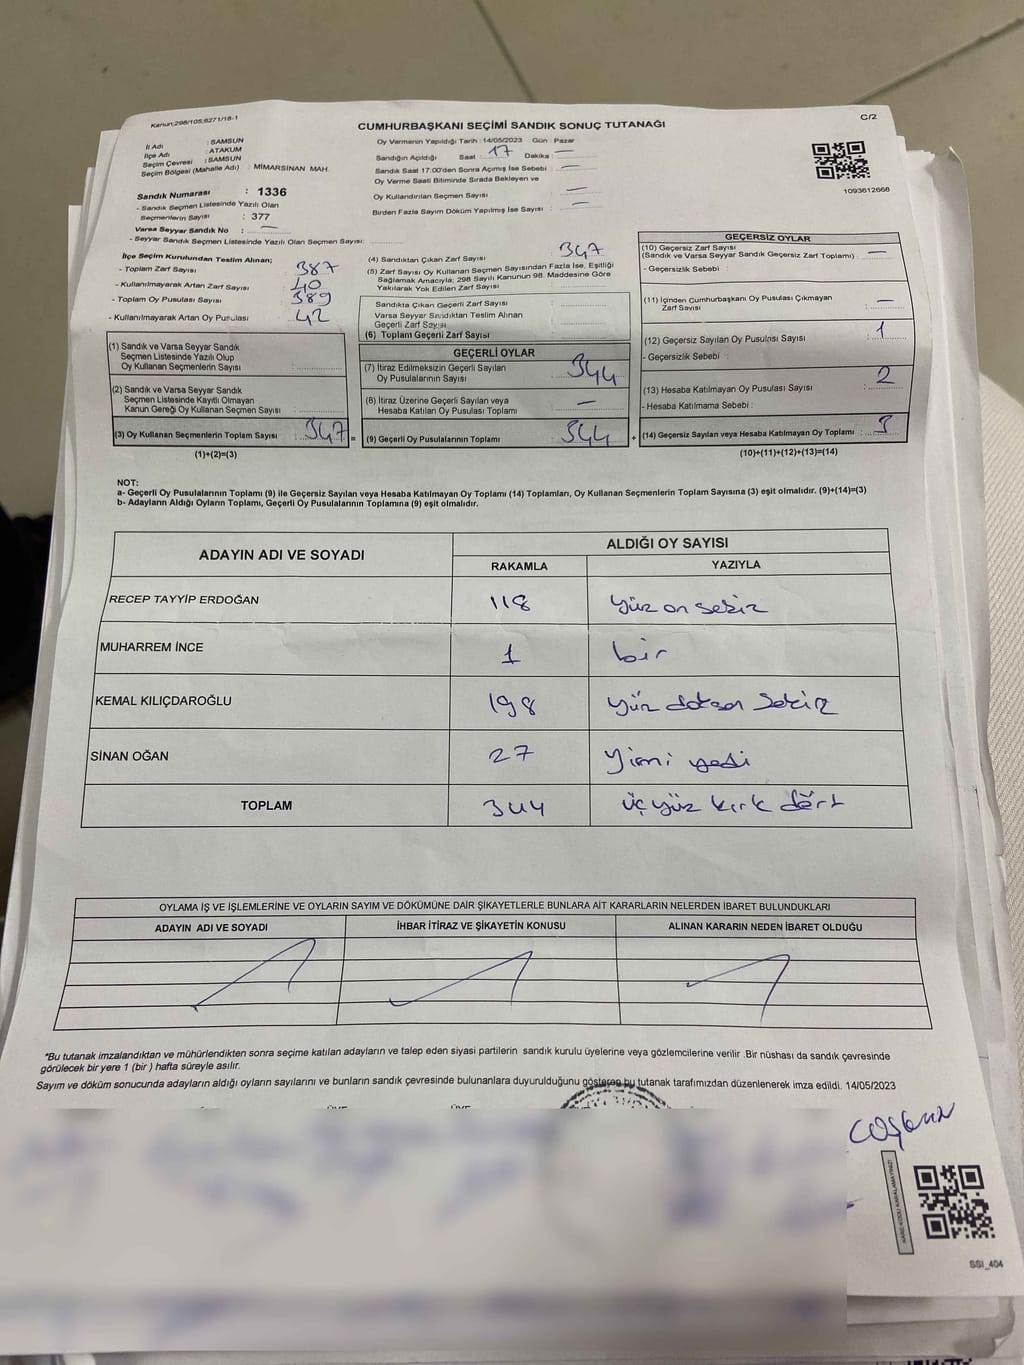 Kanun:298/105;6271/18-1
C/2
CUMHURBAŞKANI SEÇİMİ SANDIK SONUÇ TUTANAĞI
İl Adı : SAMSUN
İlçe Adı : ATAKUM
Seçim Çevresi : SAMSUN
Seçim Bölgesi (Mahalle Adı) : MİMARSİNAN MAH.
Sandık Numarası : 1336
- Sandık Seçmen Listesinde Yazılı Olan
Seçmenlerin Sayısı : 377
Varsa Seyyar Sandık No : —
- Seyyar Sandık Seçmen Listesinde Yazılı Olan Seçmen Sayısı:
Oy Vermenin Yapıldığı Tarih : 14/05/2023 Gün : Pazar
Sandığın Açıldığı Saat : 17 Dakika : —
Sandık Saat 17:00'den Sonra Açılmış İse Sebebi : —
Oy Verme Saati Bitiminde Sırada Bekleyen ve
Oy Kullandırılan Seçmen Sayısı : —
Birden Fazla Sayım Döküm Yapılmış İse Sayısı : —
1093612668
İlçe Seçim Kurulundan Teslim Alınan;
- Toplam Zarf Sayısı : 387
- Kullanılmayarak Artan Zarf Sayısı : 40
- Toplam Oy Pusulası Sayısı : 389
- Kullanılmayarak Artan Oy Pusulası : 42
(1) Sandık ve Varsa Seyyar Sandık
Seçmen Listesinde Yazılı Olup
Oy Kullanan Seçmenlerin Sayısı :
(2) Sandık ve Varsa Seyyar Sandık
Seçmen Listesinde Kayıtlı Olmayan
Kanun Gereği Oy Kullanan Seçmen Sayısı :
(3) Oy Kullanan Seçmenlerin Toplam Sayısı : 347 =
(1)+(2)=(3)
(4) Sandıktan Çıkan Zarf Sayısı : 347
(5) Zarf Sayısı Oy Kullanan Seçmen Sayısından Fazla İse, Eşitliği
Sağlamak Amacıyla, 298 Sayılı Kanunun 98. Maddesine Göre
Yakılarak Yok Edilen Zarf Sayısı :
Sandıkta Çıkan Geçerli Zarf Sayısı :
Varsa Seyyar Sandıktan Teslim Alınan
Geçerli Zarf Sayısı :
(6) Toplam Geçerli Zarf Sayısı :
GEÇERLİ OYLAR
(7) İtiraz Edilmeksizin Geçerli Sayılan
Oy Pusulalarının Sayısı : 344
(8) İtiraz Üzerine Geçerli Sayılan veya
Hesaba Katılan Oy Pusulası Toplamı : —
(9) Geçerli Oy Pusulalarının Toplamı : 344 +
GEÇERSİZ OYLAR
(10) Geçersiz Zarf Sayısı
(Sandık ve Varsa Seyyar Sandık Geçersiz Zarf Toplamı) : —
- Geçersizlik Sebebi :
(11) İçinden Cumhurbaşkanı Oy Pusulası Çıkmayan
Zarf Sayısı : —
(12) Geçersiz Sayılan Oy Pusulası Sayısı : 1
- Geçersizlik Sebebi :
(13) Hesaba Katılmayan Oy Pusulası Sayısı : 2
- Hesaba Katılmama Sebebi :
(14) Geçersiz Sayılan veya Hesaba Katılmayan Oy Toplamı : 3
(10)+(11)+(12)+(13)=(14)
NOT:
a- Geçerli Oy Pusulalarının Toplamı (9) ile Geçersiz Sayılan veya Hesaba Katılmayan Oy Toplamı (14) Toplamları, Oy Kullanan Seçmenlerin Toplam Sayısına (3) eşit olmalıdır. (9)+(14)=(3)
b- Adayların Aldığı Oyların Toplamı, Geçerli Oy Pusulalarının Toplamına (9) eşit olmalıdır.
ADAYIN ADI VE SOYADI ALDIĞI OY SAYISI
RAKAMLA YAZIYLA
RECEP TAYYİP ERDOĞAN 118 yüz on sekiz
MUHARREM İNCE 1 bir
KEMAL KILIÇDAROĞLU 198 yüz doksan sekiz
SİNAN OĞAN 27 yirmi yedi
TOPLAM 344 üç yüz kırk dört
OYLAMA İŞ VE İŞLEMLERİNE VE OYLARIN SAYIM VE DÖKÜMÜNE DAİR ŞİKAYETLERLE BUNLARA AİT KARARLARIN NELERDEN İBARET BULUNDUKLARI
ADAYIN ADI VE SOYADI İHBAR İTİRAZ VE ŞİKAYETİN KONUSU ALINAN KARARIN NEDEN İBARET OLDUĞU
*Bu tutanak imzalandıktan ve mühürlendikten sonra seçime katılan adayların ve talep eden siyasi partilerin sandık kurulu üyelerine veya gözlemcilerine verilir .Bir nüshası da sandık çevresinde
görülecek bir yere 1 (bir ) hafta süreyle asılır.
Sayım ve döküm sonucunda adayların aldığı oyların sayılarını ve bunların sandık çevresinde bulunanlara duyurulduğunu gösteren bu tutanak tarafımızdan düzenlenerek imza edildi. 14/05/2023
ÜYE ÜYE
COŞKUN
KARE KODU KARALAMAYINIZ!
SSI_404